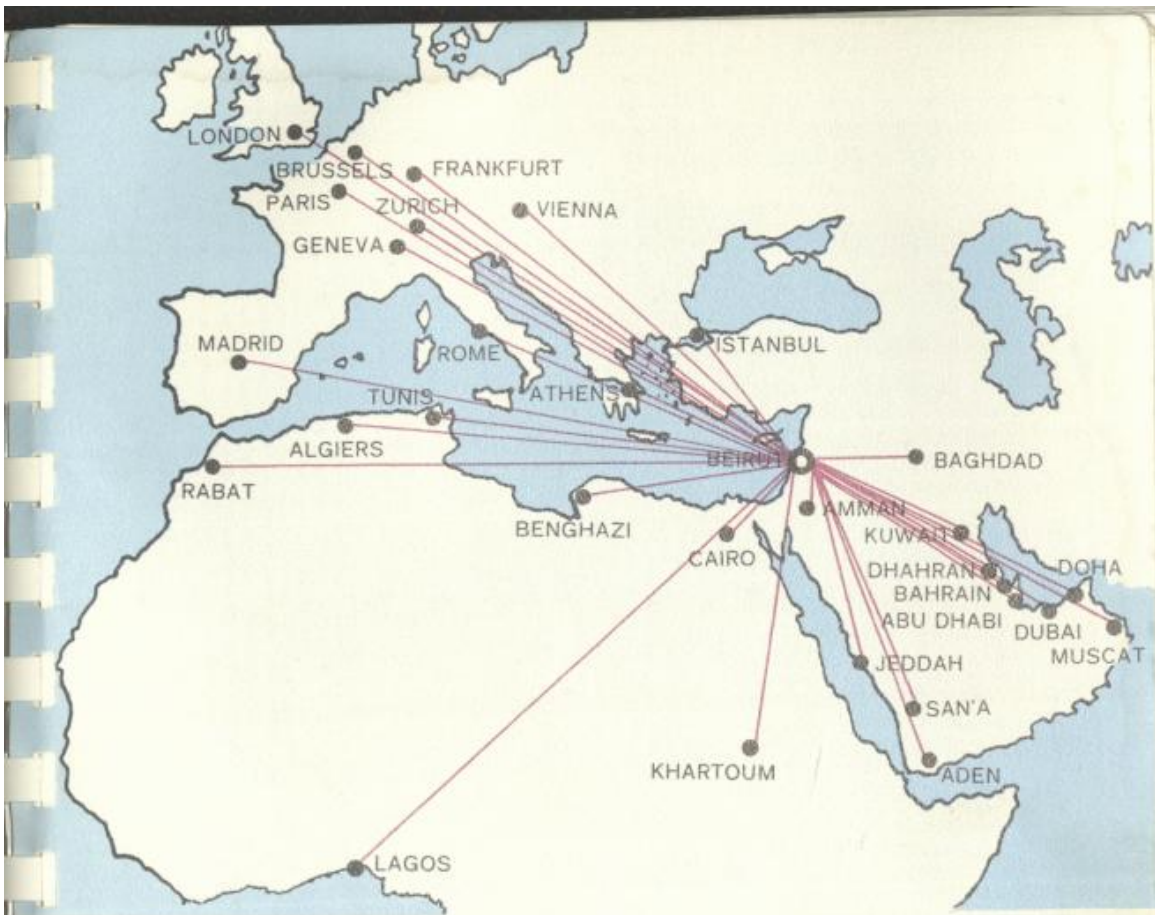 LONDON
BRUSSELS
FRANKFURT
PARIS
ZURICH
VIENNA
GENEVA
MADRID
ROME
ISTANBUL
TUNIS
ATHENS
ALGIERS
BEIRUT
BAGHDAD
RABAT
AMMAN
BENGHAZI
KUWAIT
CAIRO
DHAHRAN
DOHA
BAHRAIN
ABU DHABI
DUBAI
MUSCAT
JEDDAH
SAN'A
KHARTOUM
ADEN
LAGOS